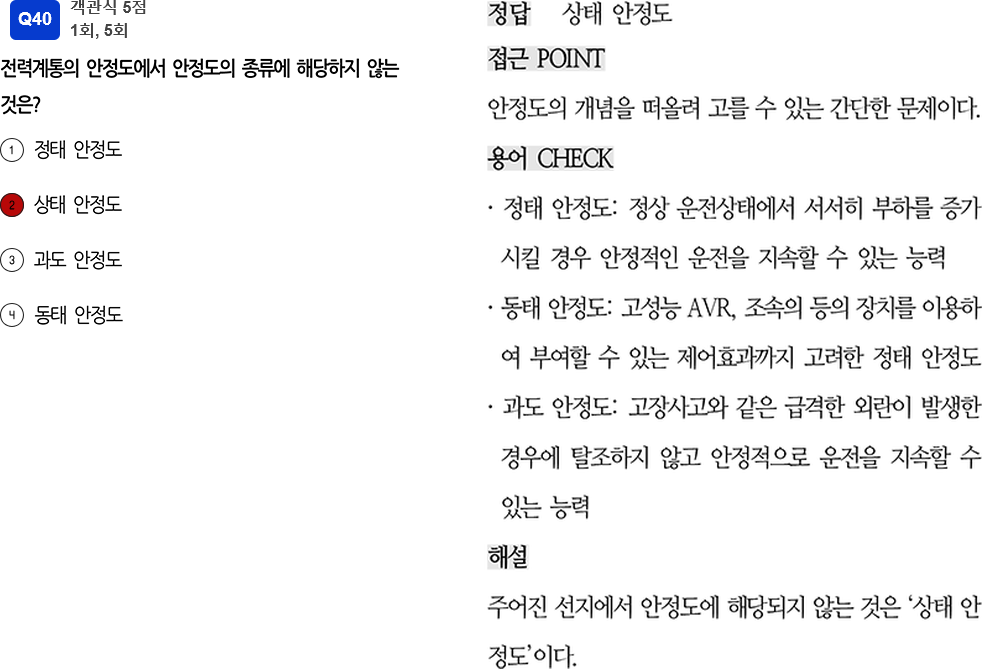 Q40
객관식 5점
1회, 5회
전력계통의 안정도에서 안정도의 종류에 해당하지 않는
것은?
1 정태 안정도
2 상태 안정도
3 과도 안정도
4 동태 안정도
정답 상태 안정도
접근 POINT
안정도의 개념을 떠올려 고를 수 있는 간단한 문제이다.
용어 CHECK
· 정태 안정도: 정상 운전상태에서 서서히 부하를 증가
시킬 경우 안정적인 운전을 지속할 수 있는 능력
· 동태 안정도: 고성능 AVR, 조속의 등의 장치를 이용하
여 부여할 수 있는 제어효과까지 고려한 정태 안정도
· 과도 안정도: 고장사고와 같은 급격한 외란이 발생한
경우에 탈조하지 않고 안정적으로 운전을 지속할 수
있는 능력
해설
주어진 선지에서 안정도에 해당되지 않는 것은 ‘상태 안
정도’이다.